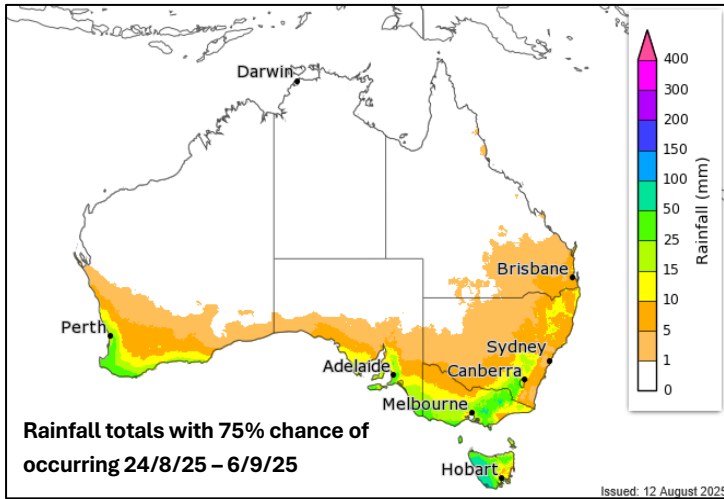 Darwin
Brisbane
Perth
Sydney
Adelaide
Canberra
Melbourne
Hobart
Rainfall totals with 75% chance of
occurring 24/8/25 – 6/9/25
Issued: 12 August 2025
400
300
200
150
100
50
25
15
10
5
1
0
Rainfall (mm)